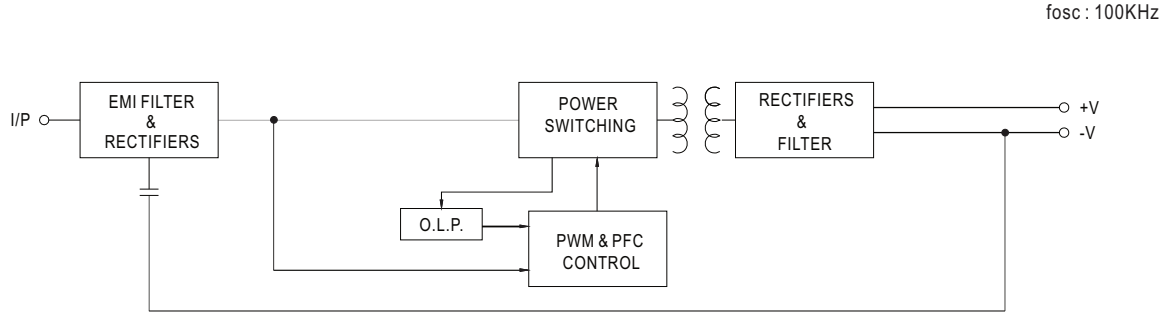 fosc : 100KHz
I/P
EMI FILTER
&
RECTIFIERS
POWER
SWITCHING
RECTIFIERS
&
FILTER
+V
-V
O.L.P.
PWM & PFC
CONTROL